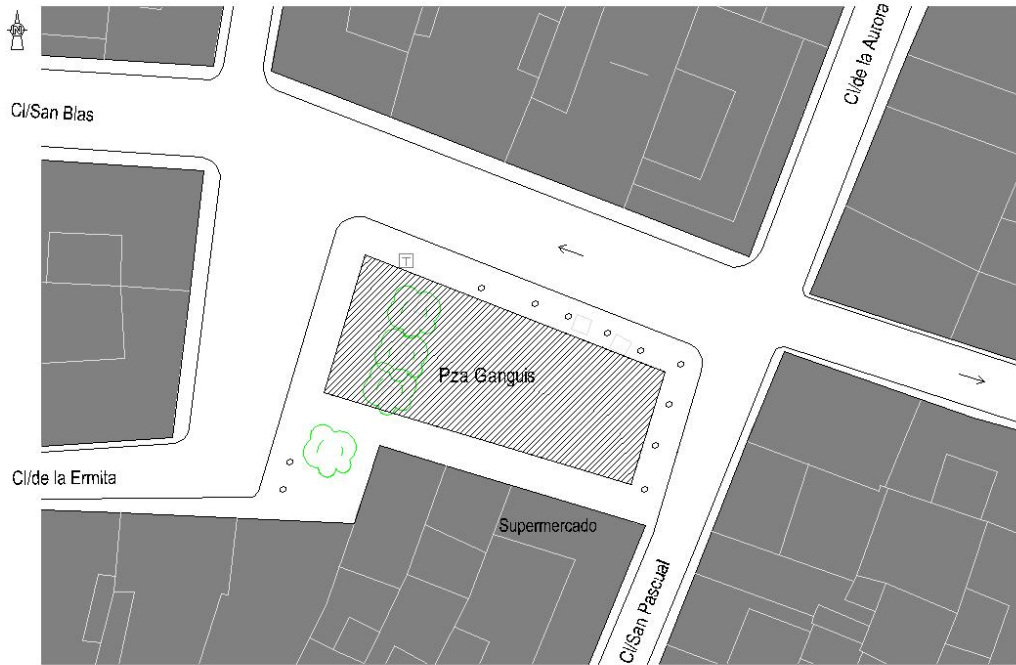 N
Cl/San Blas
Cl/de la Aurora
T
Pza Ganguis
Cl/de la Ermita
Supermercado
Cl/San Pascual